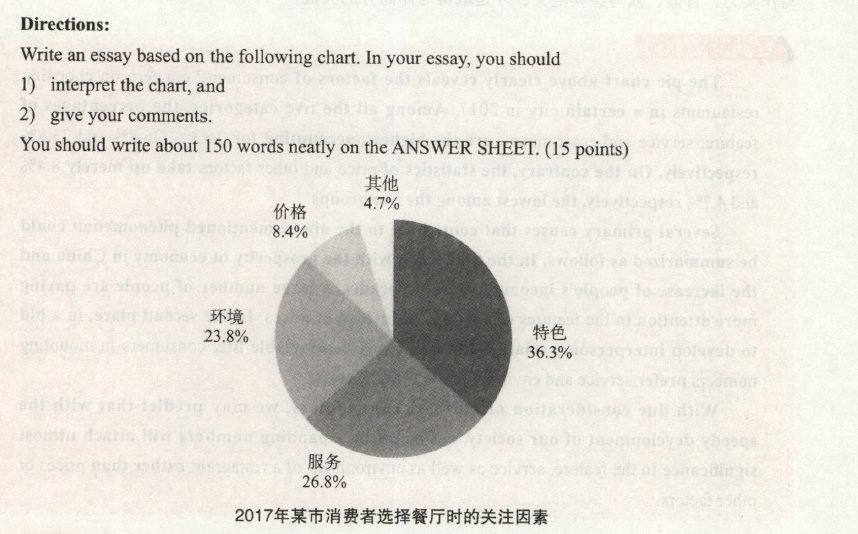 Directions:
Write an essay based on the following chart. In your essay, you should
1) interpret the chart, and
2) give your comments.
You should write about 150 words neatly on the ANSWER SHEET. (15 points)
其他
4.7%
价格
8.4%
环境
23.8%
特色
36.3%
服务
26.8%
2017年某市消费者选择餐厅时的关注因素